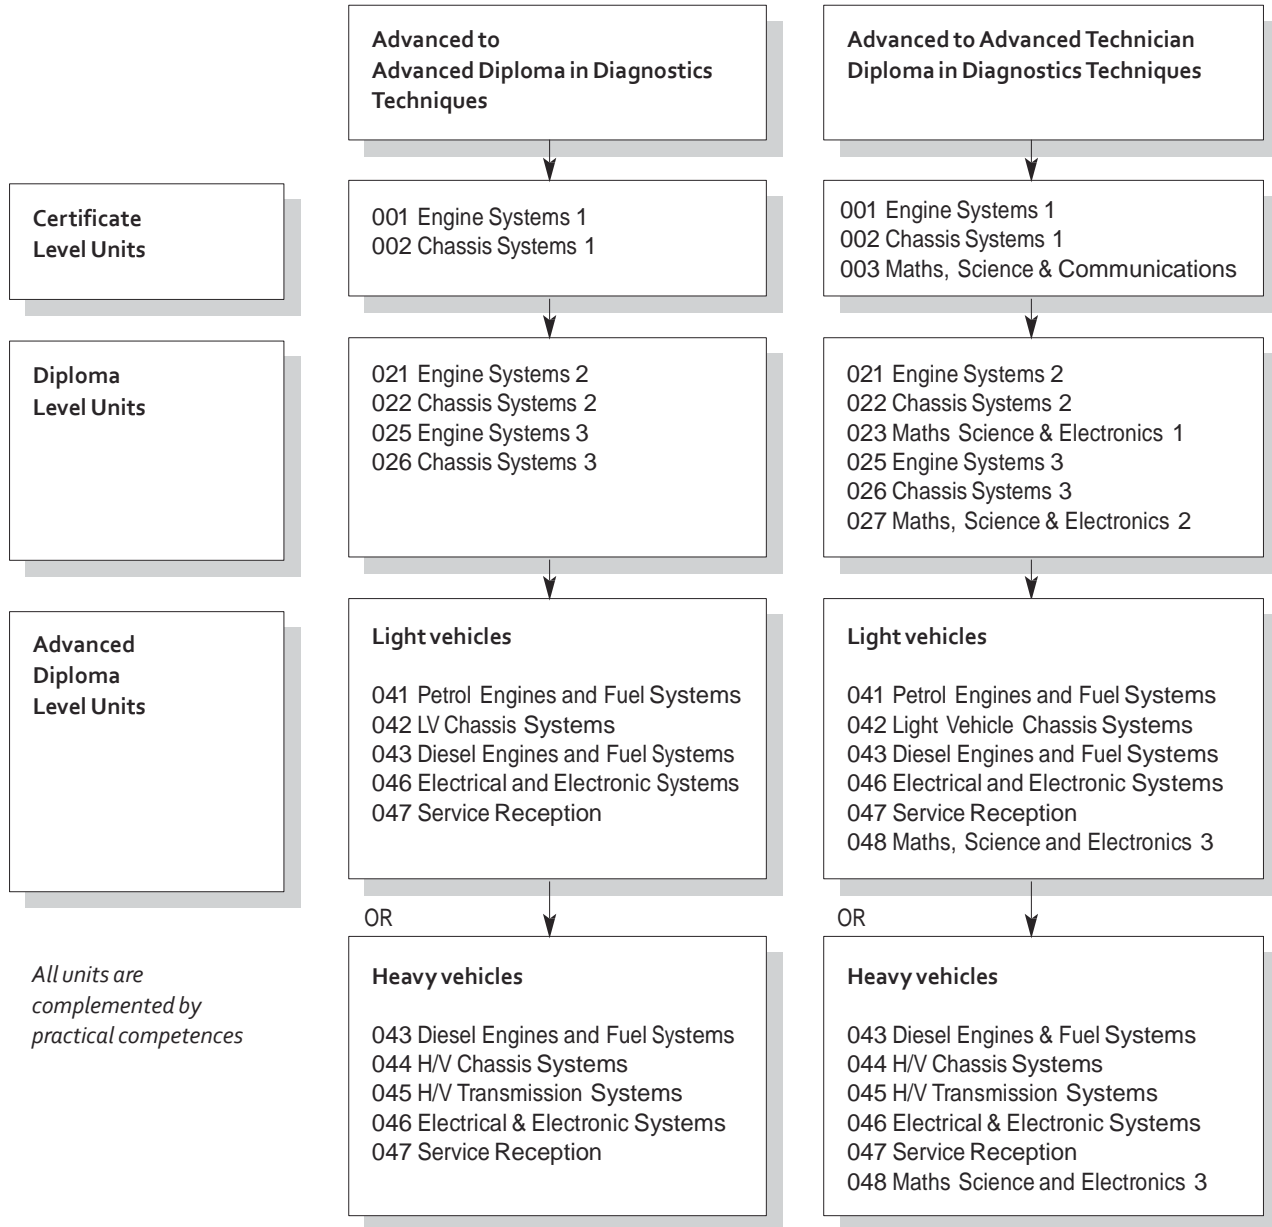 Advanced to
Advanced Diploma in Diagnostics
Techniques
Advanced to Advanced Technician
Diploma in Diagnostics Techniques
Certificate
Level Units
001 Engine Systems 1
002 Chassis Systems 1
001 Engine Systems 1
002 Chassis Systems 1
003 Maths, Science & Communications
Diploma
Level Units
021 Engine Systems 2
022 Chassis Systems 2
025 Engine Systems 3
026 Chassis Systems 3
021 Engine Systems 2
022 Chassis Systems 2
023 Maths Science & Electronics 1
025 Engine Systems 3
026 Chassis Systems 3
027 Maths, Science & Electronics 2
Advanced
Diploma
Level Units
Light vehicles
041 Petrol Engines and Fuel Systems
042 LV Chassis Systems
043 Diesel Engines and Fuel Systems
046 Electrical and Electronic Systems
047 Service Reception
Light vehicles
041 Petrol Engines and Fuel Systems
042 Light Vehicle Chassis Systems
043 Diesel Engines and Fuel Systems
046 Electrical and Electronic Systems
047 Service Reception
048 Maths, Science and Electronics 3
OR
OR
All units are
complemented by
practical competences
Heavy vehicles
043 Diesel Engines and Fuel Systems
044 H/V Chassis Systems
045 H/V Transmission Systems
046 Electrical & Electronic Systems
047 Service Reception
Heavy vehicles
043 Diesel Engines & Fuel Systems
044 H/V Chassis Systems
045 H/V Transmission Systems
046 Electrical & Electronic Systems
047 Service Reception
048 Maths Science and Electronics 3